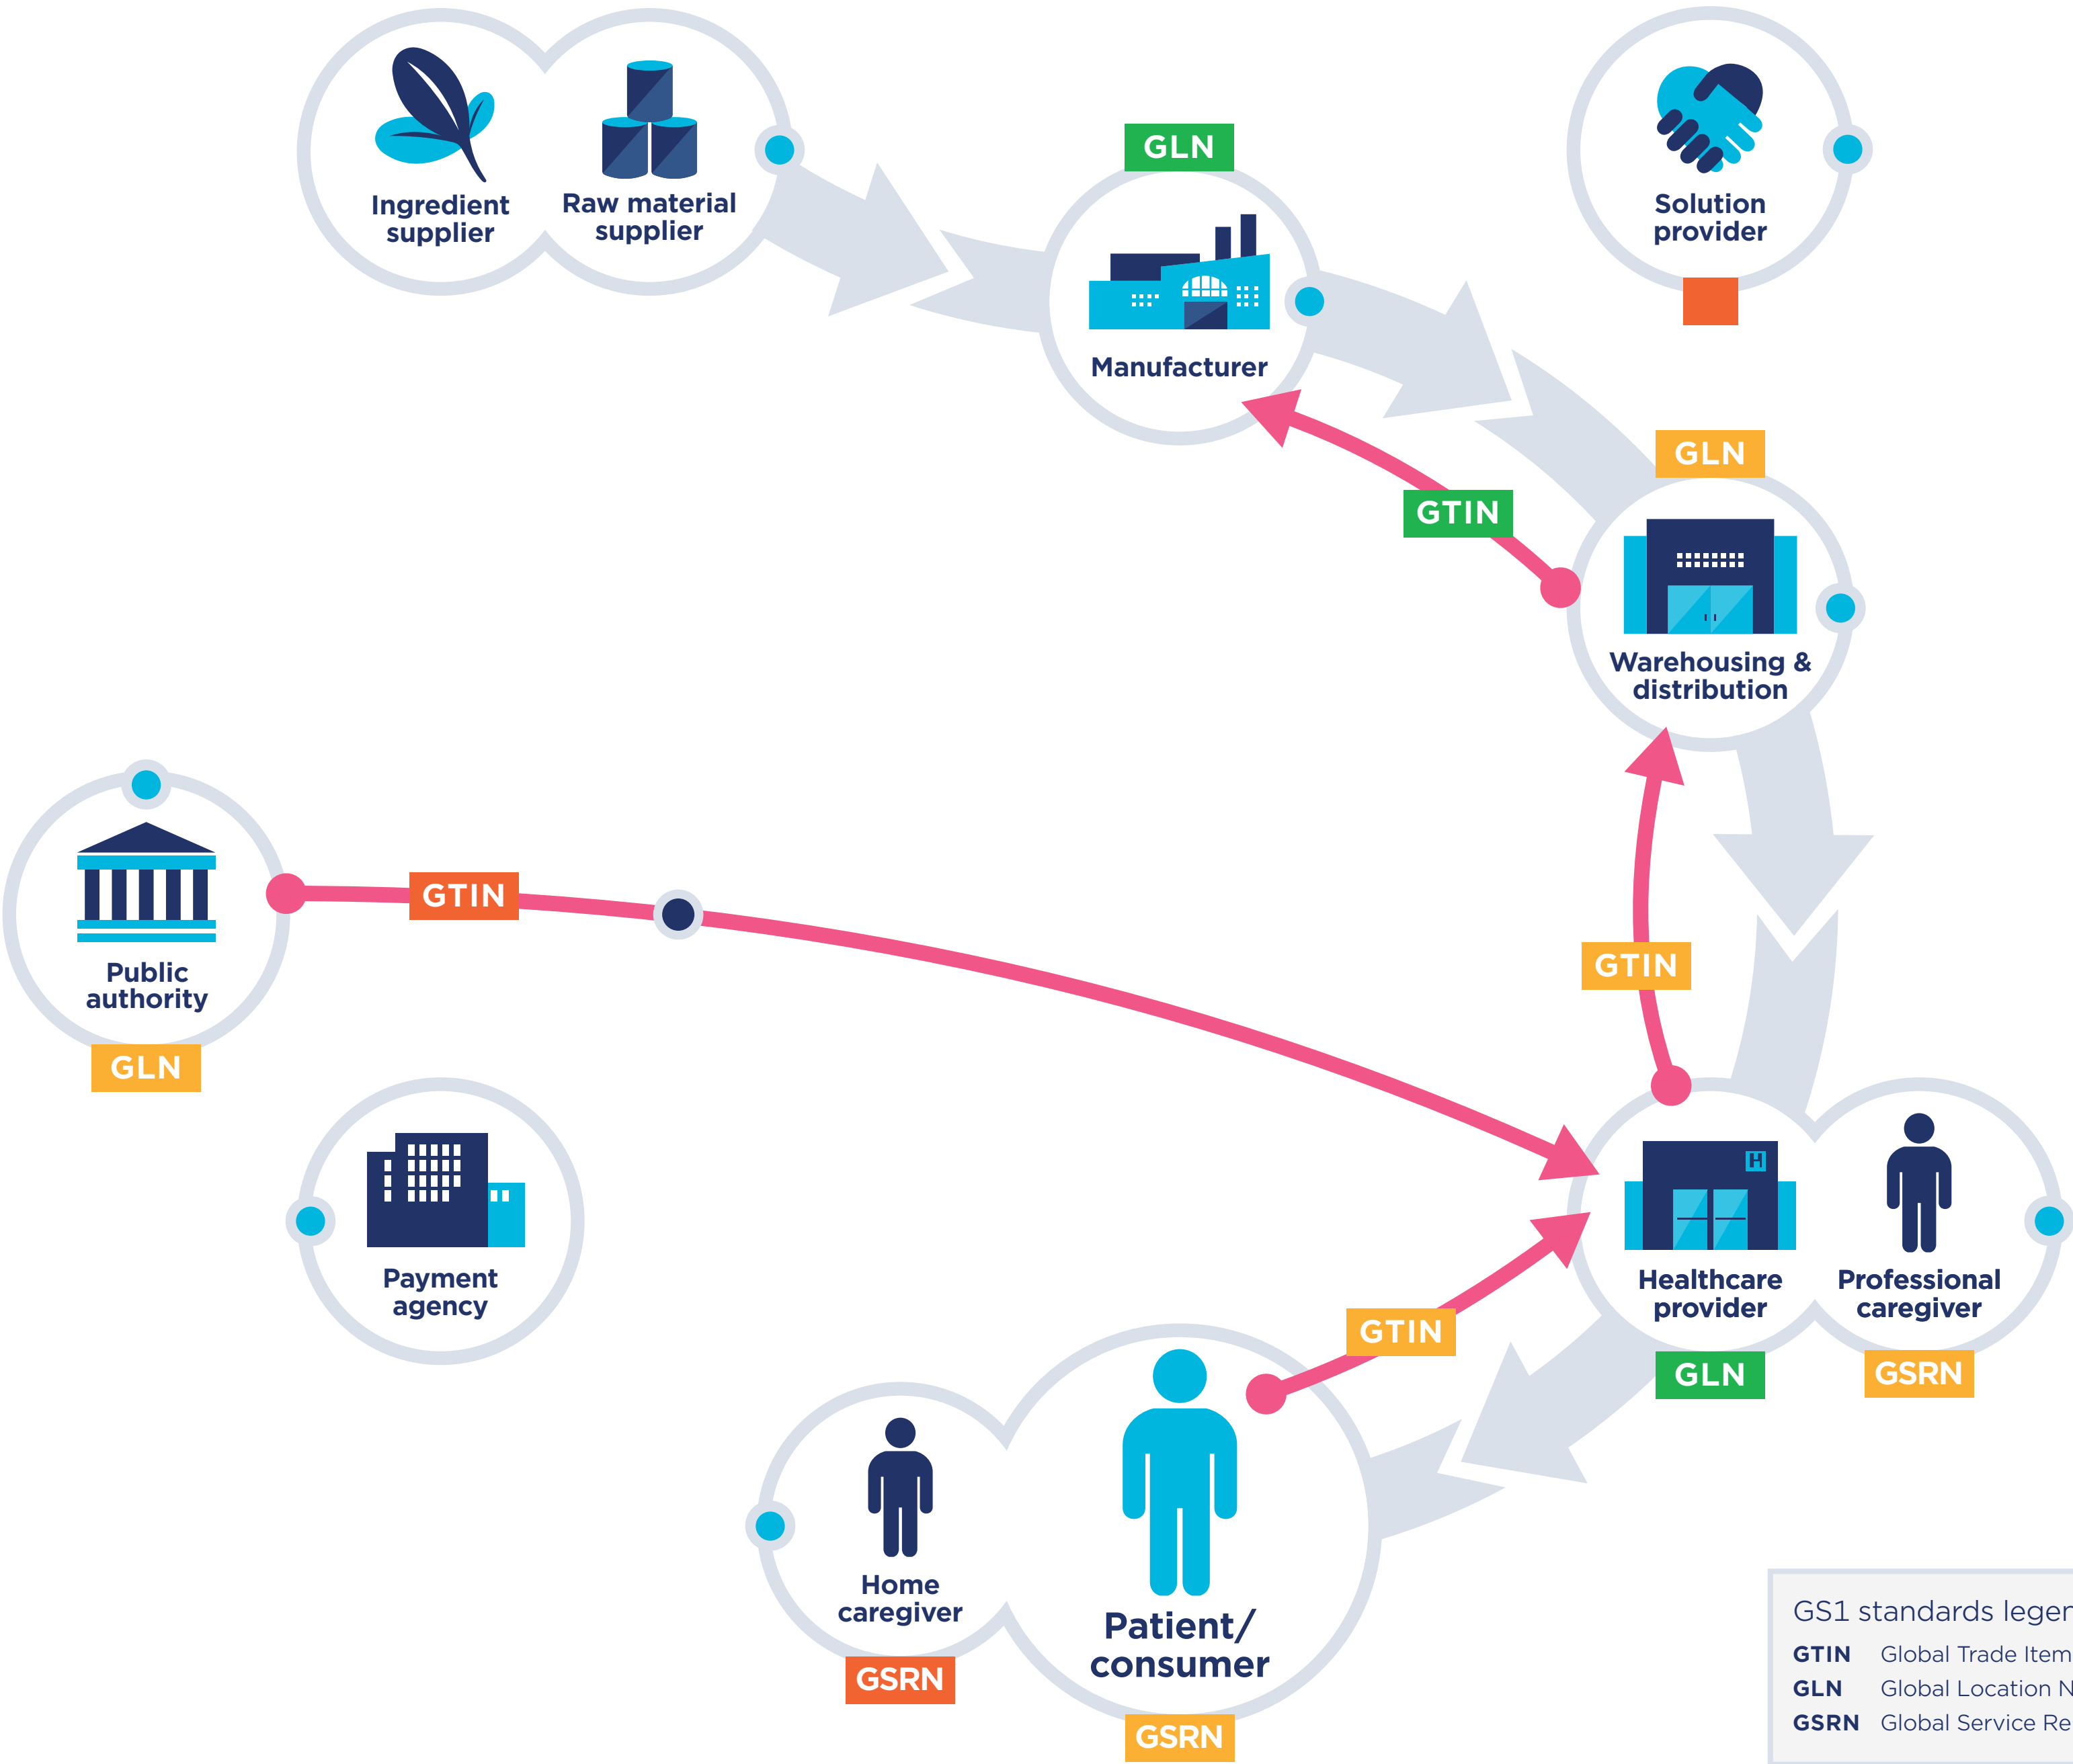 Ingredient
supplier
Raw material
supplier
GLN
Manufacturer
Solution
provider
GLN
GTIN
Warehousing &
distribution
Public
authority
GLN
GTIN
GTIN
Payment
agency
Healthcare
provider
GLN
Professional
caregiver
GSRN
GTIN
Home
caregiver
GSRN
Patient/
consumer
GSRN
GS1 standards
GTIN Global Trade Item
GLN Global Location
GSRN Global Service